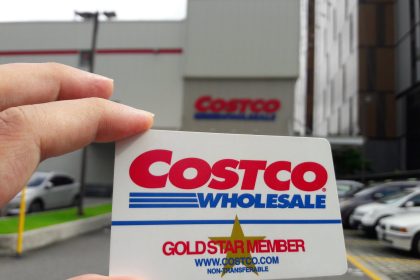 COSTCO
WHOLESALE
COSTCO
WHOLESALE
GOLD STAR MEMBER
WWW.COSTCO.COM
NON-TRANSFERABLE